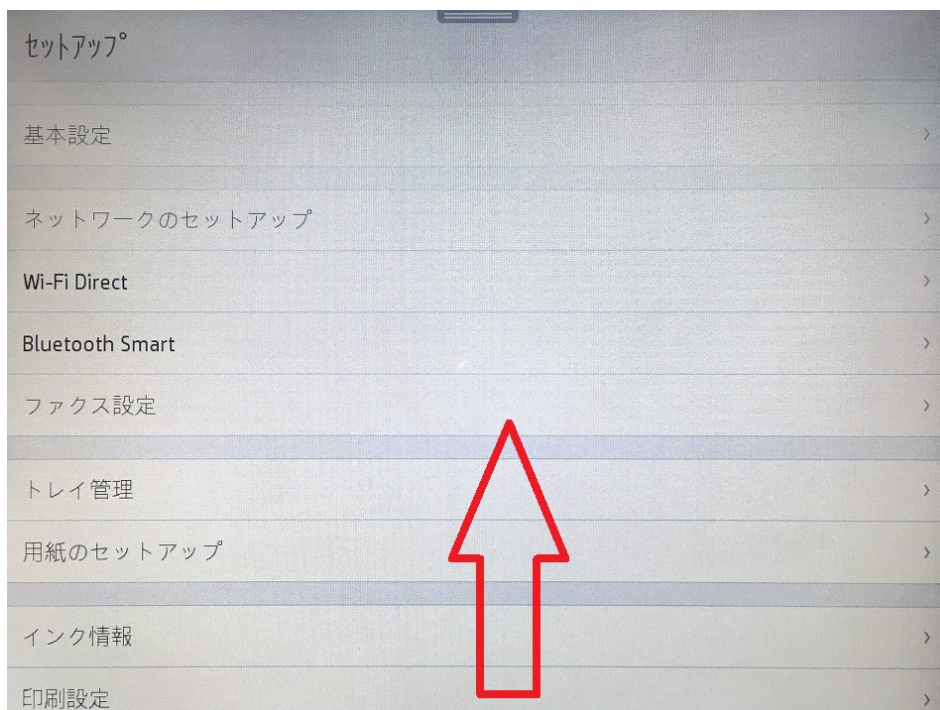 セットアップ
基本設定
ネットワークのセットアップ
Wi-Fi Direct
Bluetooth Smart
ファクス設定
トレイ管理
用紙のセットアップ
インク情報
印刷設定